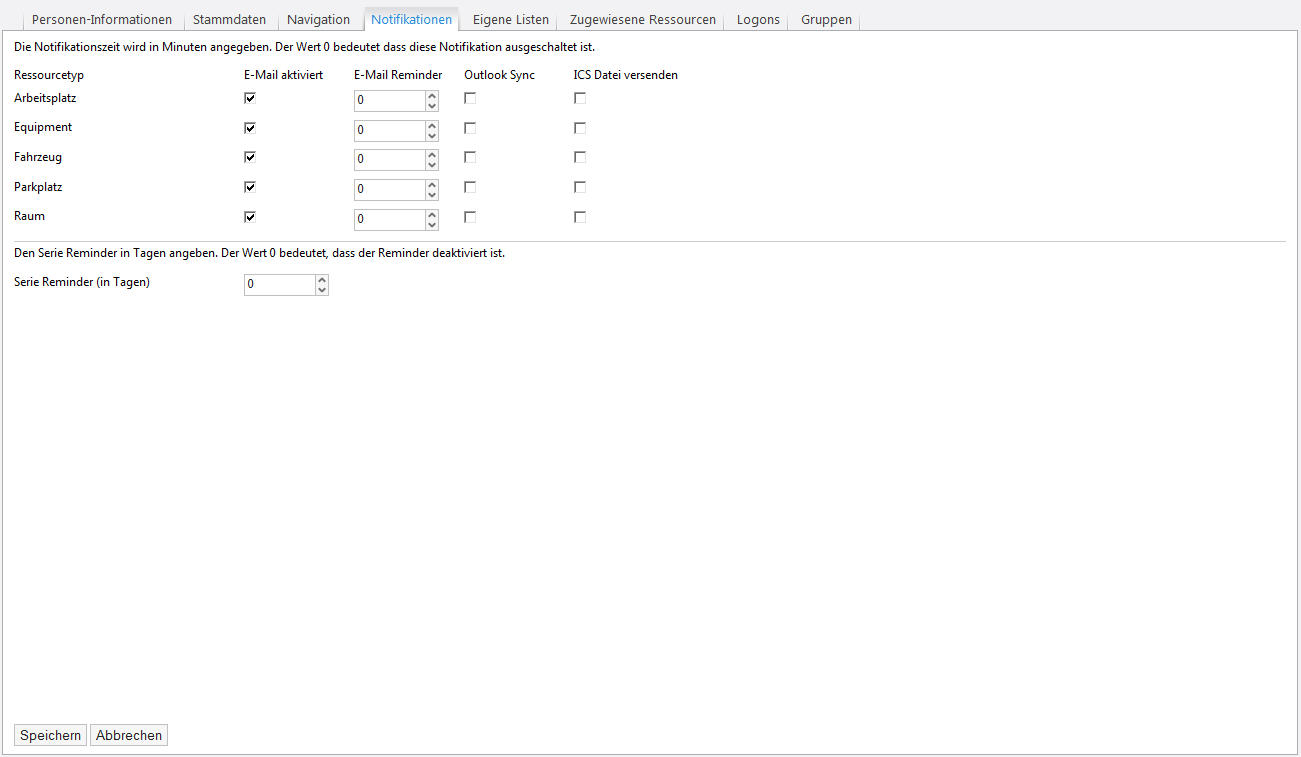 Personen-Informationen Stammdaten Navigation Notifikationen Eigene Listen Zugewiesene Ressourcen Logons Gruppen
Die Notifikationszeit wird in Minuten angegeben. Der Wert 0 bedeutet dass diese Notifikation ausgeschaltet ist.
Ressourcetyp E-Mail aktiviert E-Mail Reminder Outlook Sync ICS Datei versenden
Arbeitsplatz 0
Equipment 0
Fahrzeug 0
Parkplatz 0
Raum 0
Den Serie Reminder in Tagen angeben. Der Wert 0 bedeutet, dass der Reminder deaktiviert ist.
Serie Reminder (in Tagen) 0
Speichern Abbrechen